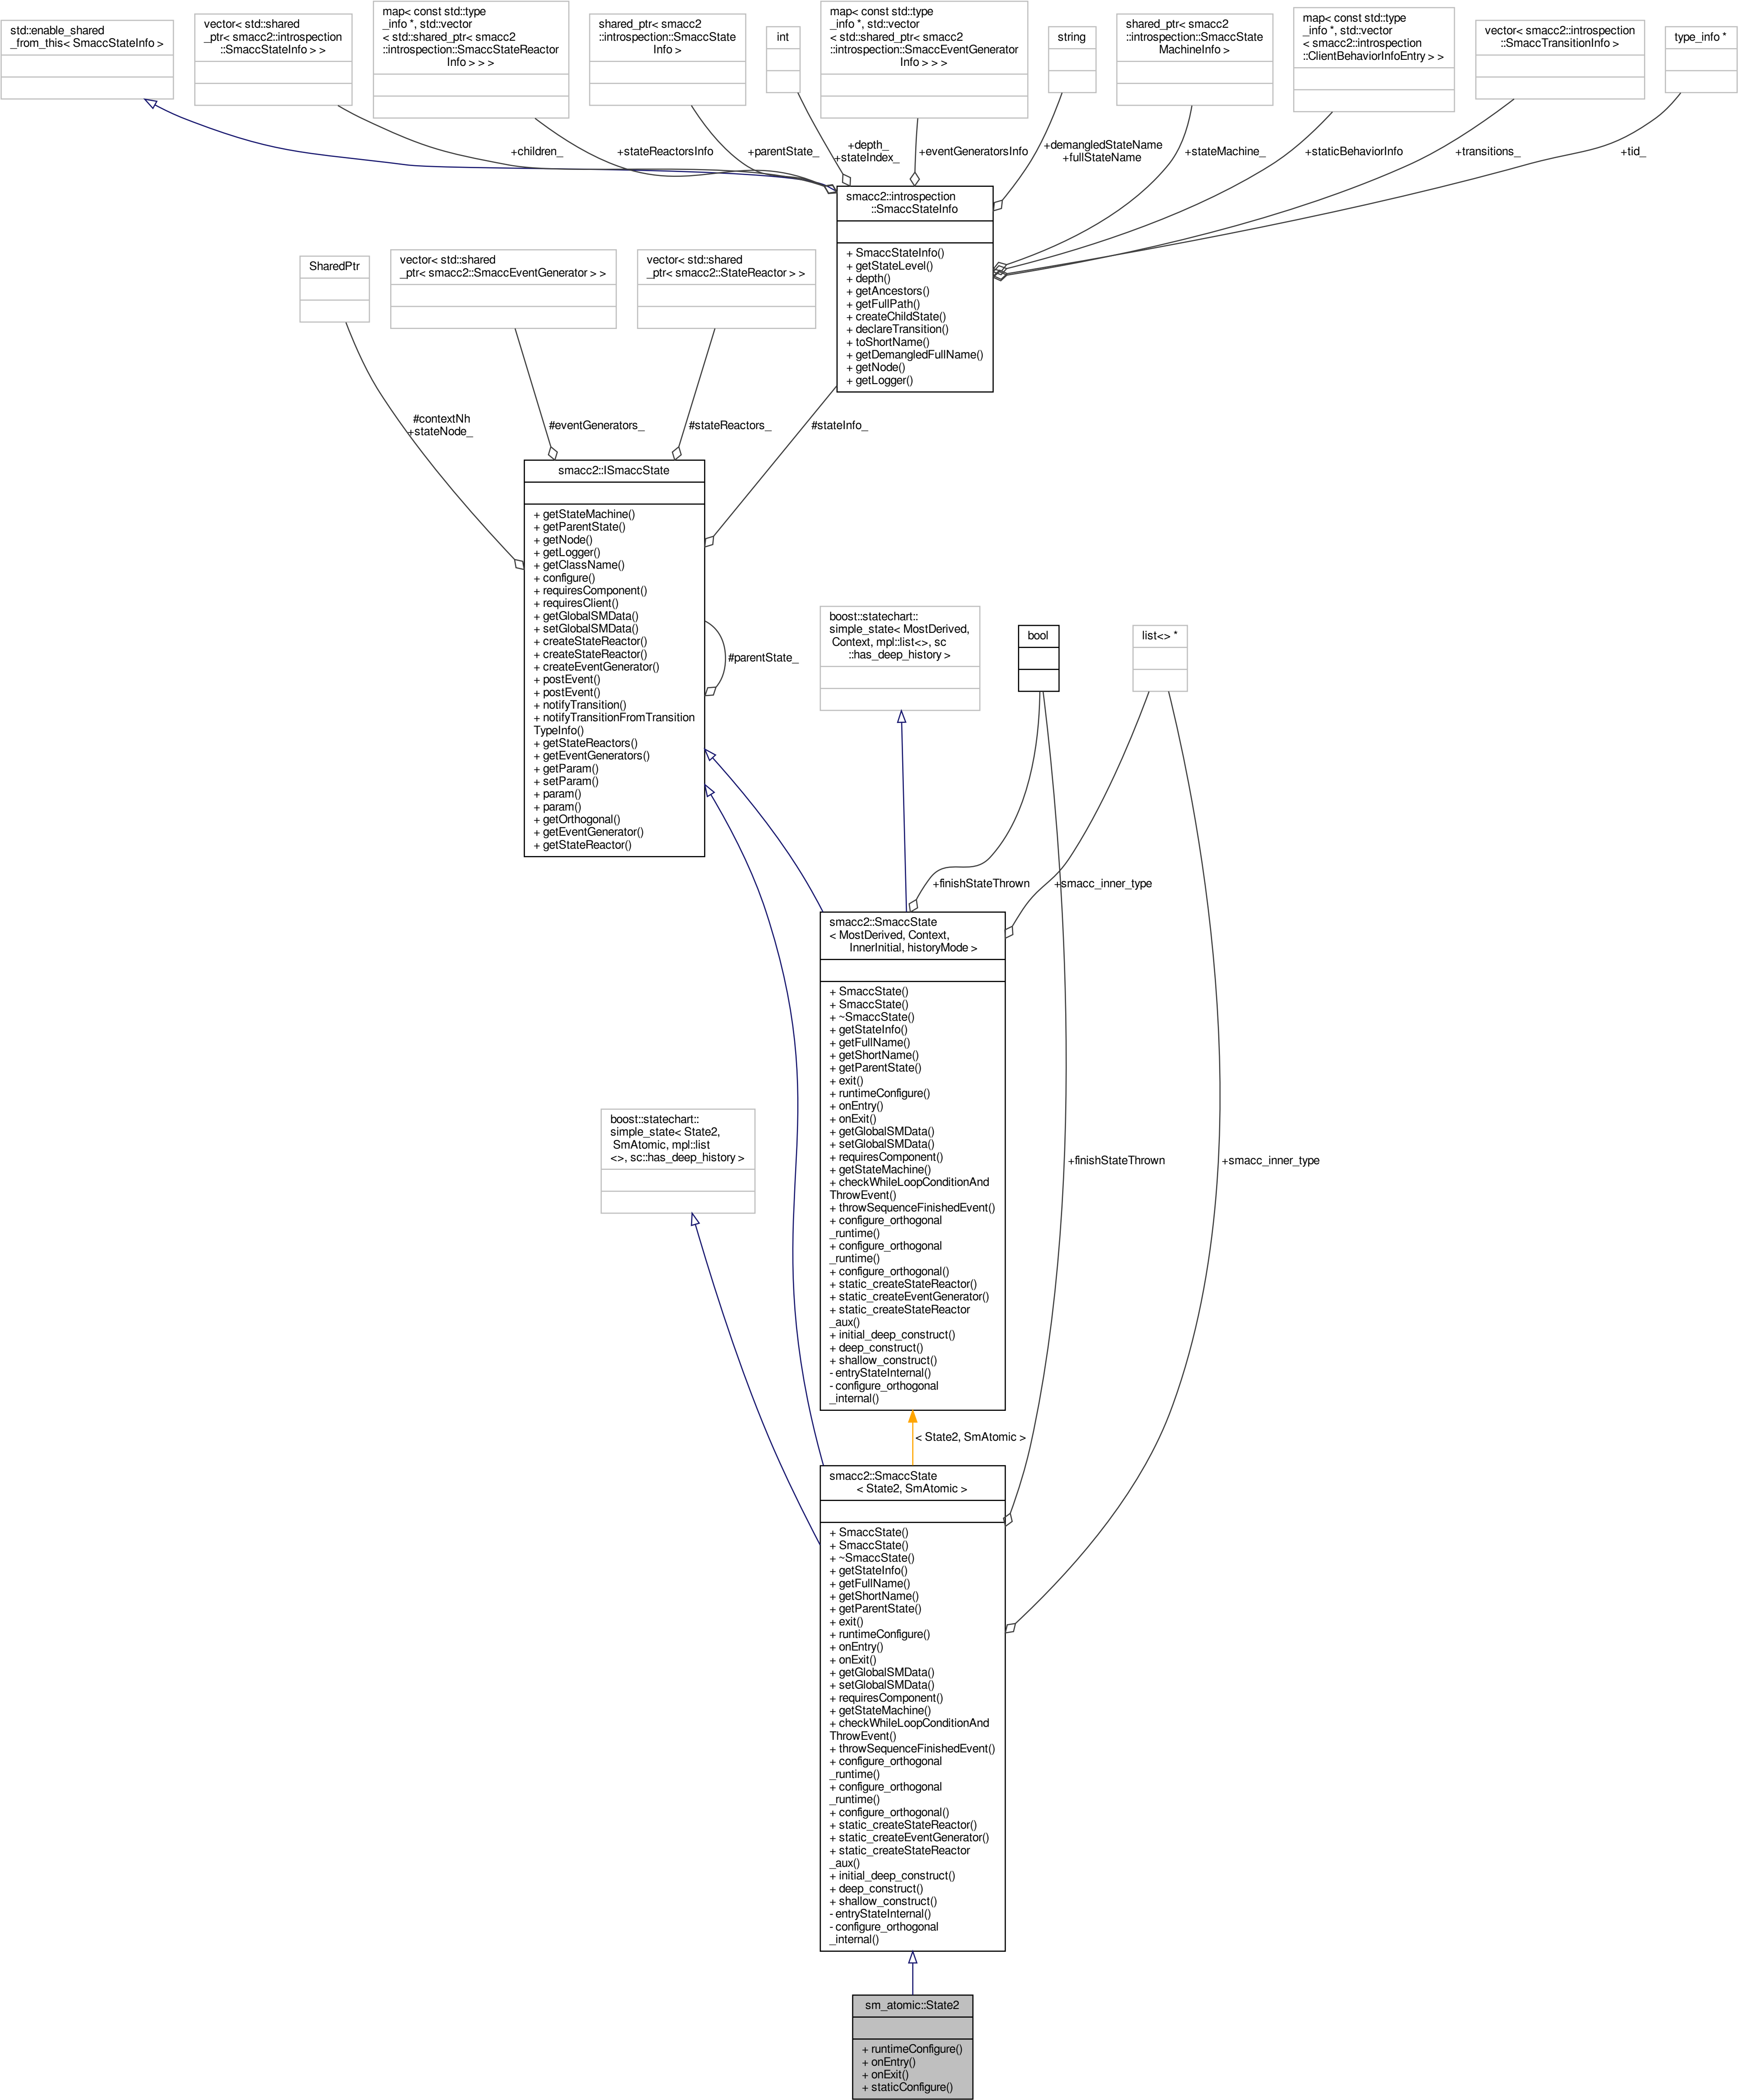 std::enable_shared
_from_this< SmaccStateInfo >
vector< std::shared
_ptr< smacc2::introspection
::SmaccStateInfo > >
map< const std::type
_info *, std::vector
< std::shared_ptr< smacc2
::introspection::SmaccStateReactor
Info > > >
shared_ptr< smacc2
::introspection::SmaccState
Info >
int
map< const std::type
_info *, std::vector
< std::shared_ptr< smacc2
::introspection::SmaccEventGenerator
Info > > >
string
shared_ptr< smacc2
::introspection::SmaccState
MachineInfo >
map< const std::type
_info *, std::vector
< smacc2::introspection
::ClientBehaviorInfoEntry > >
vector< smacc2::introspection
::SmaccTransitionInfo >
type_info *
+children_
+stateReactorsInfo
+parentState_
+depth_
+stateIndex_
+eventGeneratorsInfo
+demangledStateName
+fullStateName
+stateMachine_
+staticBehaviorInfo
+transitions_
+tid_
smacc2::introspection
::SmaccStateInfo
+ SmaccStateInfo()
+ getStateLevel()
+ depth()
+ getAncestors()
+ getFullPath()
+ createChildState()
+ declareTransition()
+ toShortName()
+ getDemangledFullName()
+ getNode()
+ getLogger()
SharedPtr
vector< std::shared
_ptr< smacc2::SmaccEventGenerator > >
vector< std::shared
_ptr< smacc2::StateReactor > >
#contextNh
+stateNode_
#eventGenerators_
#stateReactors_
#stateInfo_
smacc2::ISmaccState
+ getStateMachine()
+ getParentState()
+ getNode()
+ getLogger()
+ getClassName()
+ configure()
+ requiresComponent()
+ requiresClient()
+ getGlobalSMData()
+ setGlobalSMData()
+ createStateReactor()
+ createStateReactor()
+ createEventGenerator()
+ postEvent()
+ postEvent()
+ notifyTransition()
+ notifyTransitionFromTransition
TypeInfo()
+ getStateReactors()
+ getEventGenerators()
+ getParam()
+ setParam()
+ param()
+ param()
+ getOrthogonal()
+ getEventGenerator()
+ getStateReactor()
#parentState_
boost::statechart::
simple_state< MostDerived,
Context, mpl::list<>, sc
::has_deep_history >
bool
list<> *
+finishStateThrown
+smacc_inner_type
smacc2::SmaccState
< MostDerived, Context,
InnerInitial, historyMode >
+ SmaccState()
+ SmaccState()
+ ~SmaccState()
+ getStateInfo()
+ getFullName()
+ getShortName()
+ getParentState()
+ exit()
+ runtimeConfigure()
+ onEntry()
+ onExit()
+ getGlobalSMData()
+ setGlobalSMData()
+ requiresComponent()
+ getStateMachine()
+ checkWhileLoopConditionAnd
ThrowEvent()
+ throwSequenceFinishedEvent()
+ configure_orthogonal
_runtime()
+ configure_orthogonal
_runtime()
+ configure_orthogonal()
+ static_createStateReactor()
+ static_createEventGenerator()
+ static_createStateReactor
_aux()
+ initial_deep_construct()
+ deep_construct()
+ shallow_construct()
- entryStateInternal()
- configure_orthogonal
_internal()
boost::statechart::
simple_state< State2,
SmAtomic, mpl::list
<>, sc::has_deep_history >
+finishStateThrown
+smacc_inner_type
< State2, SmAtomic >
smacc2::SmaccState
< State2, SmAtomic >
+ SmaccState()
+ SmaccState()
+ ~SmaccState()
+ getStateInfo()
+ getFullName()
+ getShortName()
+ getParentState()
+ exit()
+ runtimeConfigure()
+ onEntry()
+ onExit()
+ getGlobalSMData()
+ setGlobalSMData()
+ requiresComponent()
+ getStateMachine()
+ checkWhileLoopConditionAnd
ThrowEvent()
+ throwSequenceFinishedEvent()
+ configure_orthogonal
_runtime()
+ configure_orthogonal
_runtime()
+ configure_orthogonal()
+ static_createStateReactor()
+ static_createEventGenerator()
+ static_createStateReactor
_aux()
+ initial_deep_construct()
+ deep_construct()
+ shallow_construct()
- entryStateInternal()
- configure_orthogonal
_internal()
sm_atomic::State2
+ runtimeConfigure()
+ onEntry()
+ onExit()
+ staticConfigure()